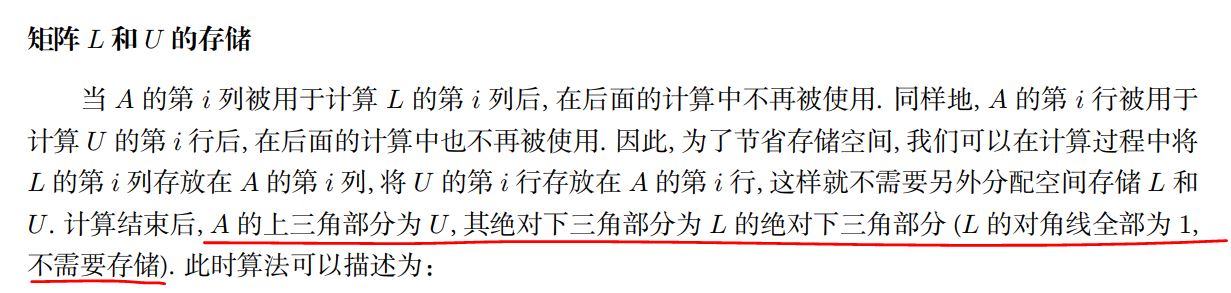 矩阵 L 和 U 的存储
当 A 的第 i 列被用于计算 L 的第 i 列后, 在后面的计算中不再被使用. 同样地, A 的第 i 行被用于
计算 U 的第 i 行后, 在后面的计算中也不再被使用. 因此, 为了节省存储空间, 我们可以在计算过程中将
L 的第 i 列存放在 A 的第 i 列, 将 U 的第 i 行存放在 A 的第 i 行, 这样就不需要另外分配空间存储 L 和
U. 计算结束后, A 的上三角部分为 U, 其绝对下三角部分为 L 的绝对下三角部分 (L 的对角线全部为 1,
不需要存储). 此时算法可以描述为：